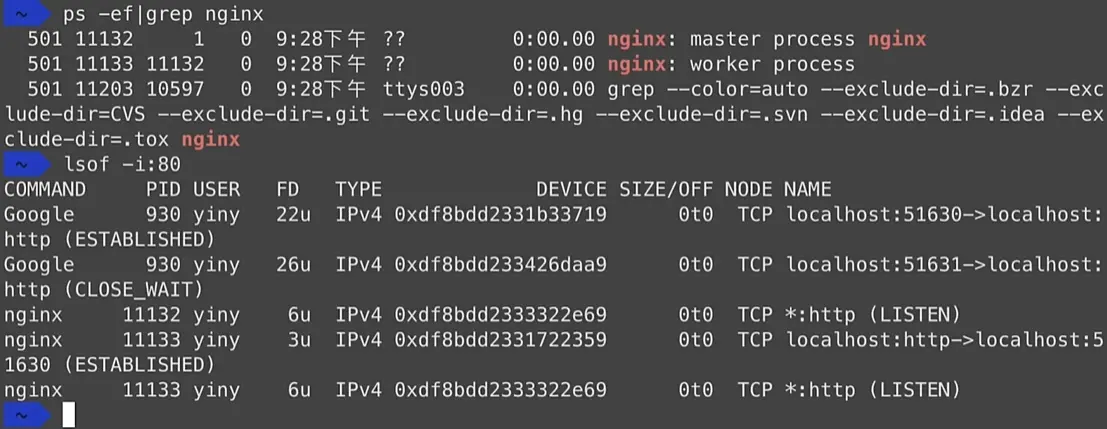 ~ ps -ef|grep nginx
501 11132 1 0 9:28下午 ?? 0:00.00 nginx: master process nginx
501 11133 11132 0 9:28下午 ?? 0:00.00 nginx: worker process
501 11203 10597 0 9:28下午 ttys003 0:00.00 grep --color=auto --exclude-dir=.bzr --exc
lude-dir=CVS --exclude-dir=.git --exclude-dir=.hg --exclude-dir=.svn --exclude-dir=.idea --ex
clude-dir=.tox nginx
~ lsof -i:80
COMMAND PID USER FD TYPE DEVICE SIZE/OFF NODE NAME
Google 930 yiny 22u IPv4 0xdf8bdd2331b33719 0t0 TCP localhost:51630->localhost:
http (ESTABLISHED)
Google 930 yiny 26u IPv4 0xdf8bdd233426daa9 0t0 TCP localhost:51631->localhost:
http (CLOSE_WAIT)
nginx 11132 yiny 6u IPv4 0xdf8bdd2333322e69 0t0 TCP *:http (LISTEN)
nginx 11133 yiny 3u IPv4 0xdf8bdd2331722359 0t0 TCP localhost:http->localhost:5
1630 (ESTABLISHED)
nginx 11133 yiny 6u IPv4 0xdf8bdd2333322e69 0t0 TCP *:http (LISTEN)
~